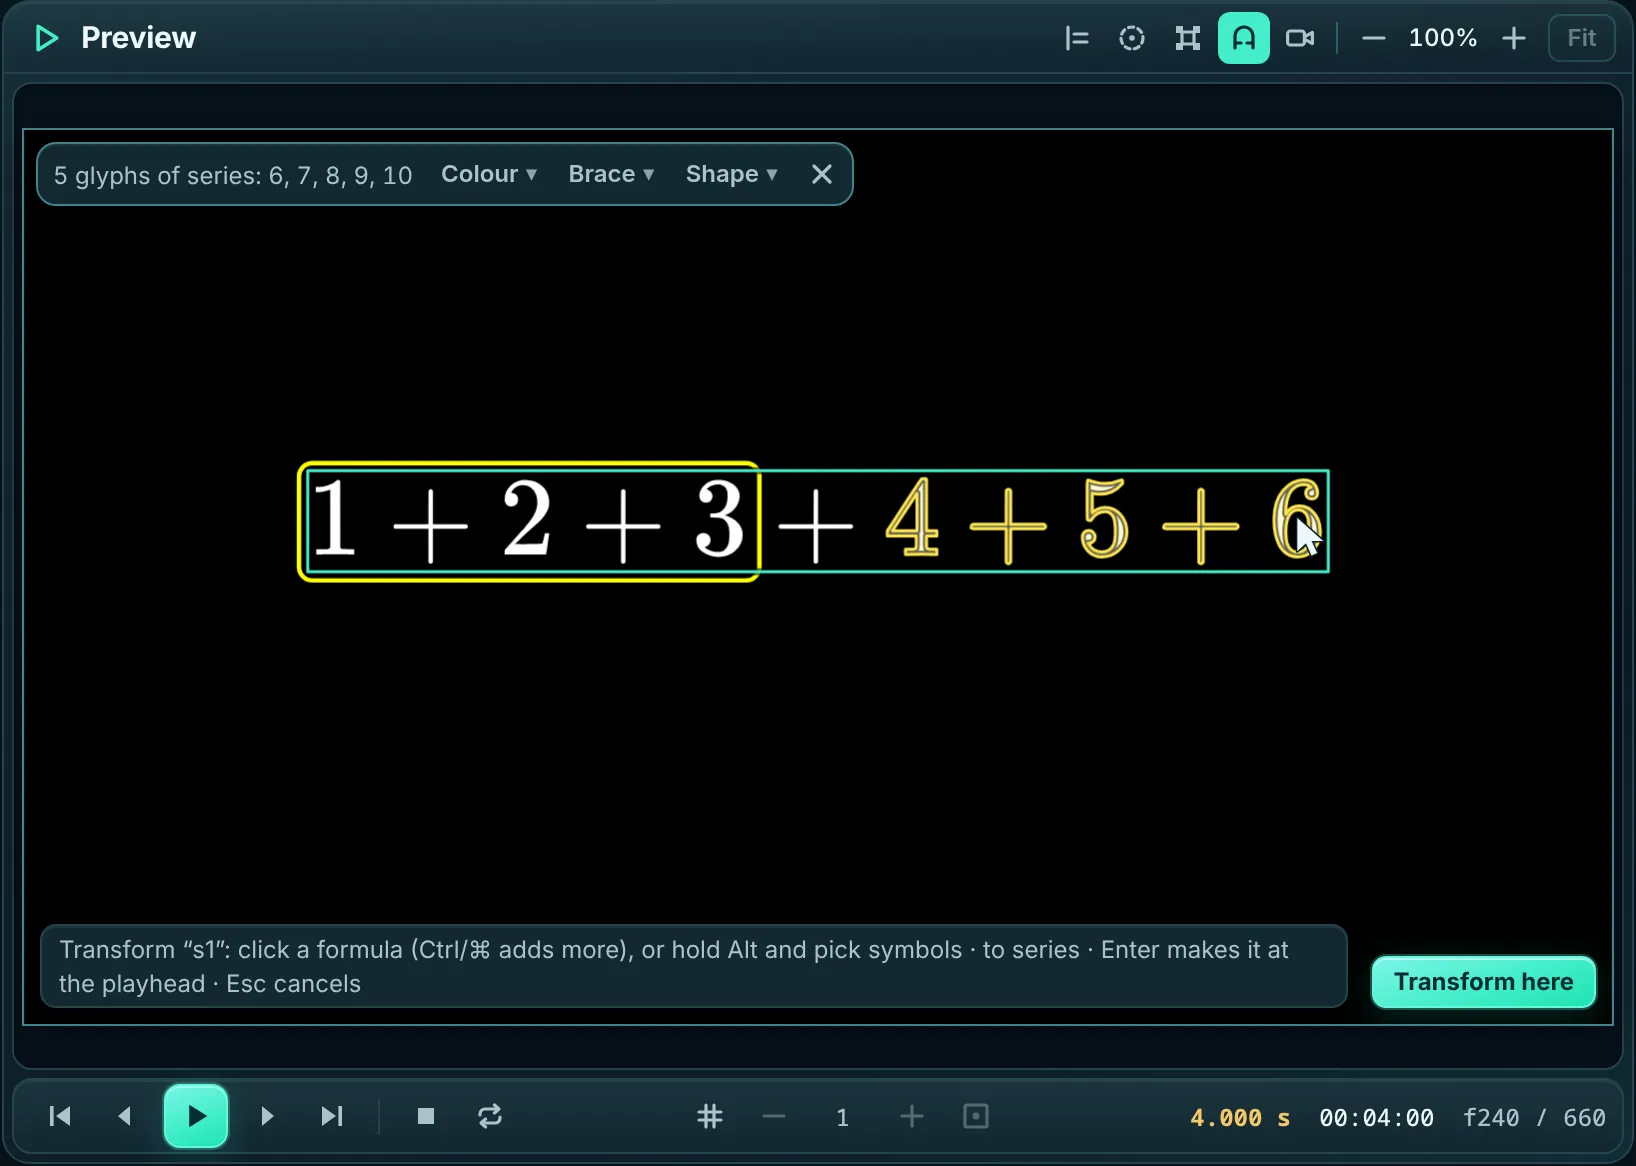 Preview
100%
Fit
5 glyphs of series: 6, 7, 8, 9, 10
Colour ▾
Brace ▾
Shape ▾
1 + 2 + 3 + 4 + 5 + 6
Transform “s1”: click a formula (Ctrl/⌘ adds more), or hold Alt and pick symbols · to series · Enter makes it at
the playhead · Esc cancels
Transform here
1
4.000 s
00:04:00
f240 / 660